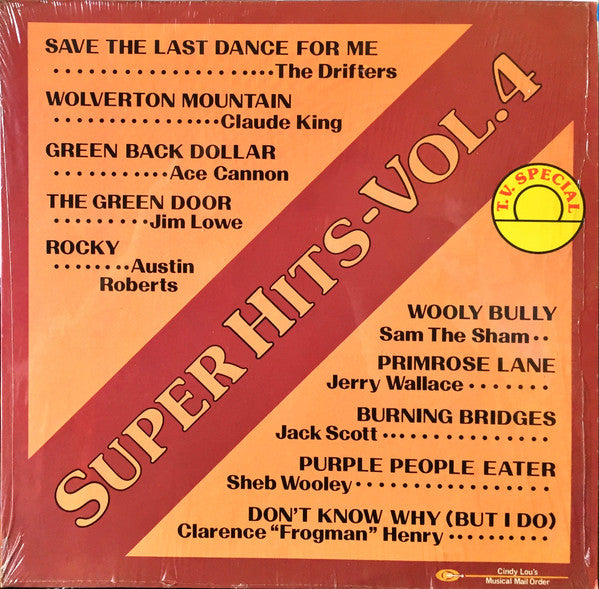 SAVE THE LAST DANCE FOR ME
....................The Drifters
WOLVERTON MOUNTAIN
...............Claude King
GREEN BACK DOLLAR
...........Ace Cannon
THE GREEN DOOR
.........Jim Lowe
ROCKY
........Austin
Roberts
SUPER HITS-VOL.4
T.V. SPECIAL
WOOLY BULLY
Sam The Sham..
PRIMROSE LANE
Jerry Wallace.......
BURNING BRIDGES
Jack Scott..............
PURPLE PEOPLE EATER
Sheb Wooley................
DON'T KNOW WHY (BUT I DO)
Clarence "Frogman" Henry.........
Cindy Lou's
Musical Mail Order